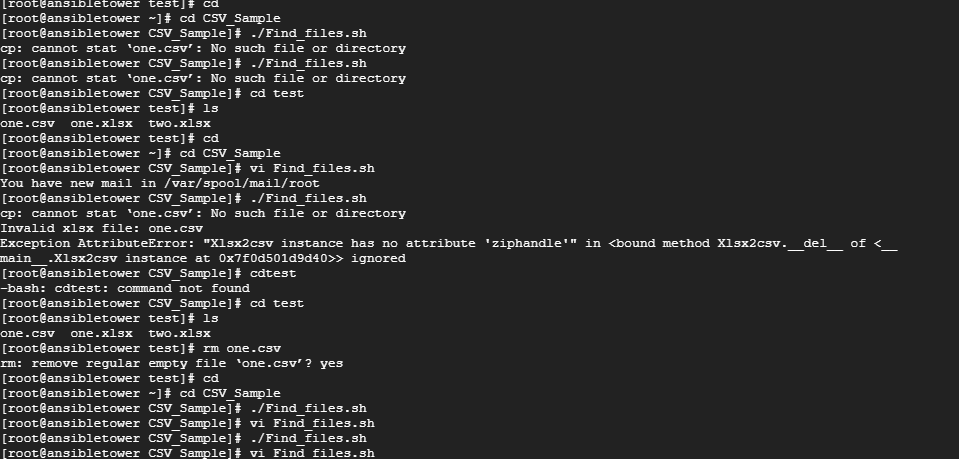 [root@ansibletower test]# cd
[root@ansibletower ~]# cd CSV_Sample
[root@ansibletower CSV_Sample]# ./Find_files.sh
cp: cannot stat ‘one.csv’: No such file or directory
[root@ansibletower CSV_Sample]# ./Find_files.sh
cp: cannot stat ‘one.csv’: No such file or directory
[root@ansibletower CSV_Sample]# cd test
[root@ansibletower test]# ls
one.csv  one.xlsx  two.xlsx
[root@ansibletower test]# cd
[root@ansibletower ~]# cd CSV_Sample
[root@ansibletower CSV_Sample]# vi Find_files.sh
You have new mail in /var/spool/mail/root
[root@ansibletower CSV_Sample]# ./Find_files.sh
cp: cannot stat ‘one.csv’: No such file or directory
Invalid xlsx file: one.csv
Exception AttributeError: "Xlsx2csv instance has no attribute 'ziphandle'" in <bound method Xlsx2csv.__del__ of <__
main__.Xlsx2csv instance at 0x7f0d501d9d40>> ignored
[root@ansibletower CSV_Sample]# cdtest
-bash: cdtest: command not found
[root@ansibletower CSV_Sample]# cd test
[root@ansibletower test]# ls
one.csv  one.xlsx  two.xlsx
[root@ansibletower test]# rm one.csv
rm: remove regular empty file ‘one.csv’? yes
[root@ansibletower test]# cd
[root@ansibletower ~]# cd CSV_Sample
[root@ansibletower CSV_Sample]# ./Find_files.sh
[root@ansibletower CSV_Sample]# vi Find_files.sh
[root@ansibletower CSV_Sample]# ./Find_files.sh
[root@ansibletower CSV_Sample]# vi Find_files.sh